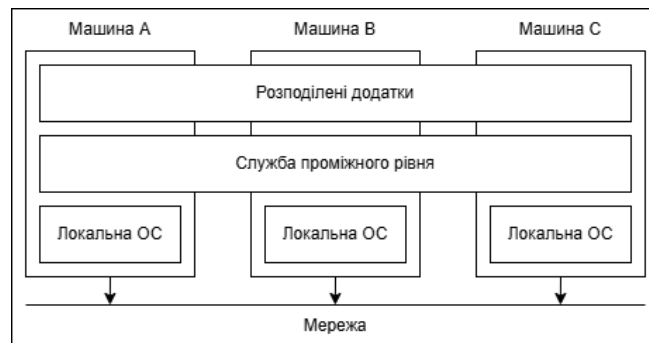 Машина A
Машина B
Машина C
Розподілені додатки
Служба проміжного рівня
Локальна ОС
Локальна ОС
Локальна ОС
Мережа